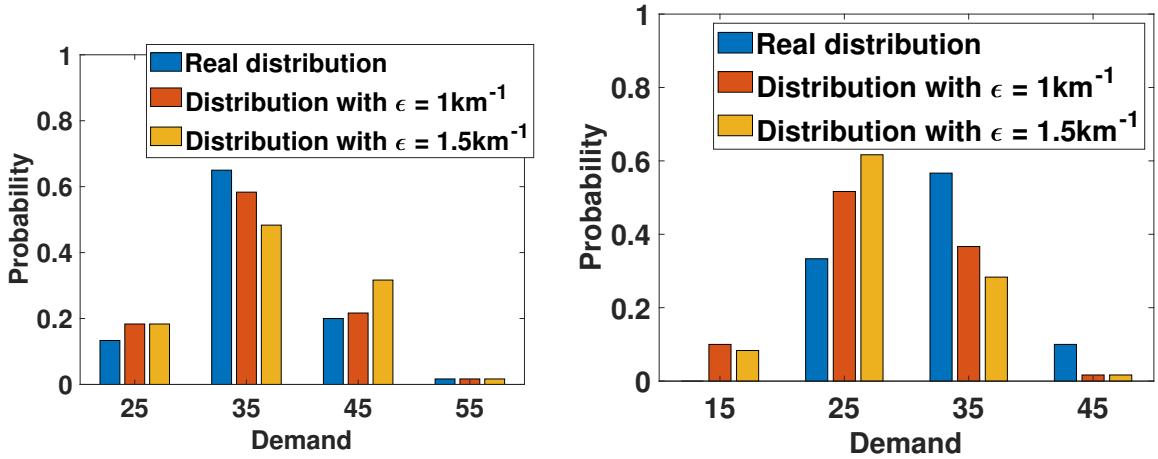 Real distribution
Distribution with ϵ = 1km⁻¹
Distribution with ϵ = 1.5km⁻¹
Probability
1
0.8
0.6
0.4
0.2
0
25 35 45 55
Demand
Real distribution
Distribution with ϵ = 1km⁻¹
Distribution with ϵ = 1.5km⁻¹
Probability
1
0.8
0.6
0.4
0.2
0
15 25 35 45
Demand